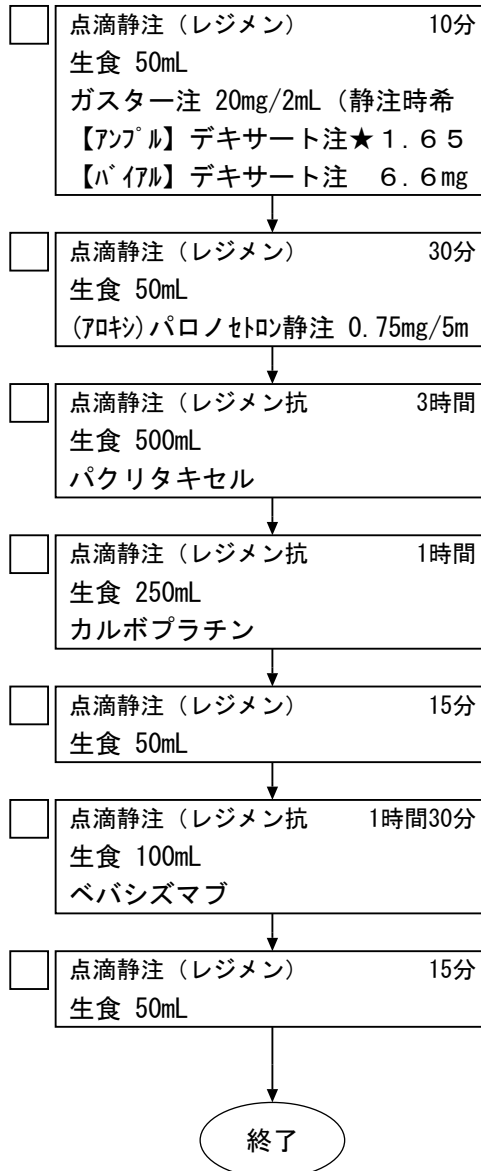 点滴静注（レジメン） 10分
生食 50mL
ガスター注 20mg/2mL（静注時希
【ｱﾝﾌﾟﾙ】デキサート注★１.６５
【ﾊﾞｲｱﾙ】デキサート注　６.６mg
点滴静注（レジメン） 30分
生食 50mL
(ｱﾛｷｼ)パロノｾﾄﾛﾝ静注 0.75mg/5m
点滴静注（レジメン抗 3時間
生食 500mL
パクリタキセル
点滴静注（レジメン抗 1時間
生食 250mL
カルボプラチン
点滴静注（レジメン） 15分
生食 50mL
点滴静注（レジメン抗 1時間30分
生食 100mL
ベバシズマブ
点滴静注（レジメン） 15分
生食 50mL
終了